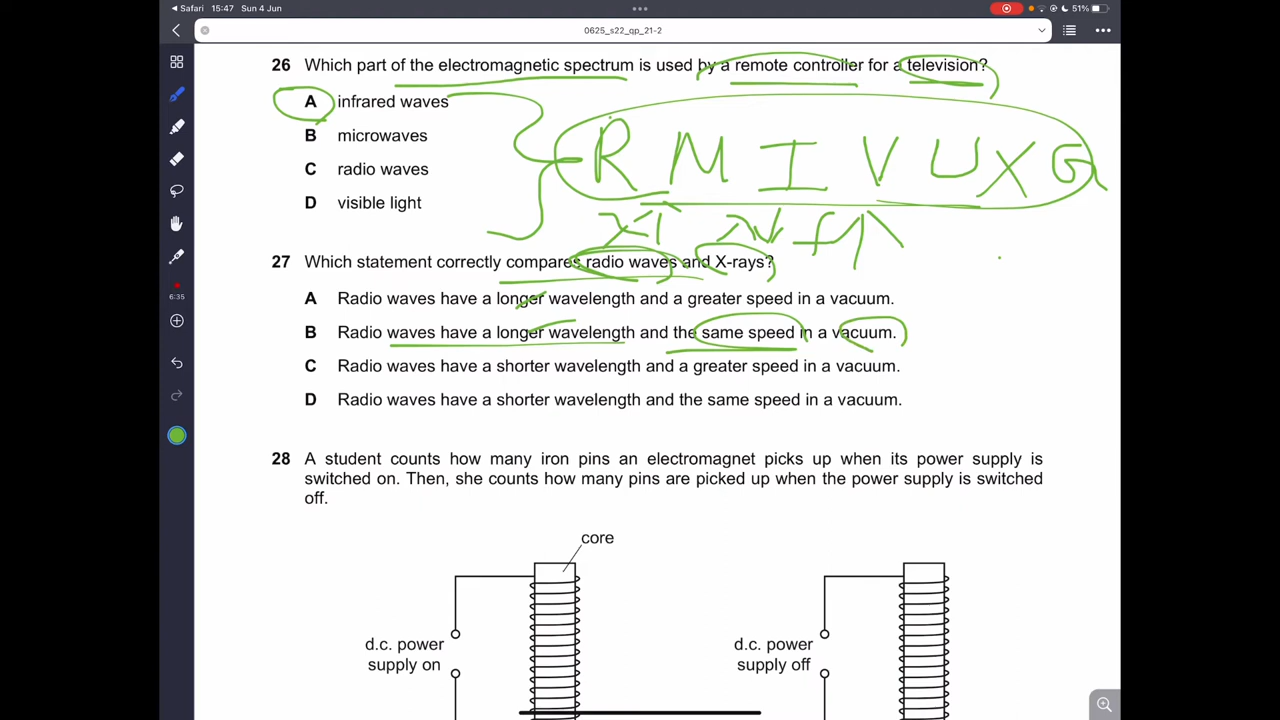 Safari 15:47 Sun 4 Jun 51%
0625_s22_qp_21-2
26 Which part of the electromagnetic spectrum is used by a remote controller for a television?
A infrared waves
B microwaves
C radio waves
D visible light
R M I V U X G
λ↑ λ↓ f↑
27 Which statement correctly compares radio waves and X-rays?
A Radio waves have a longer wavelength and a greater speed in a vacuum.
B Radio waves have a longer wavelength and the same speed in a vacuum.
C Radio waves have a shorter wavelength and a greater speed in a vacuum.
D Radio waves have a shorter wavelength and the same speed in a vacuum.
6:35
28 A student counts how many iron pins an electromagnet picks up when its power supply is
switched on. Then, she counts how many pins are picked up when the power supply is switched
off.
core
d.c. power
supply on
d.c. power
supply off